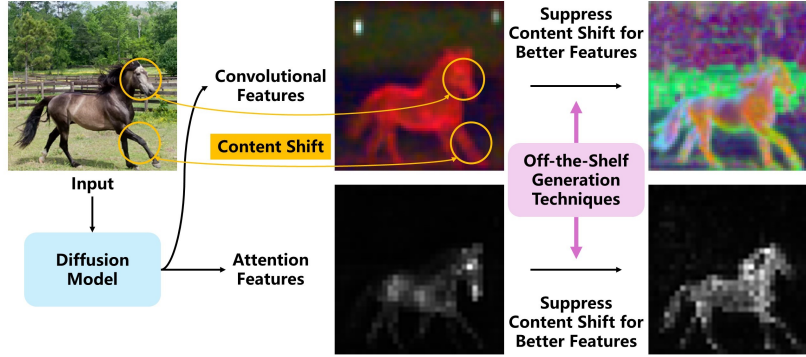 Input
Diffusion
Model
Convolutional
Features
Content Shift
Attention
Features
Suppress
Content Shift for
Better Features
Off-the-Shelf
Generation
Techniques
Suppress
Content Shift for
Better Features